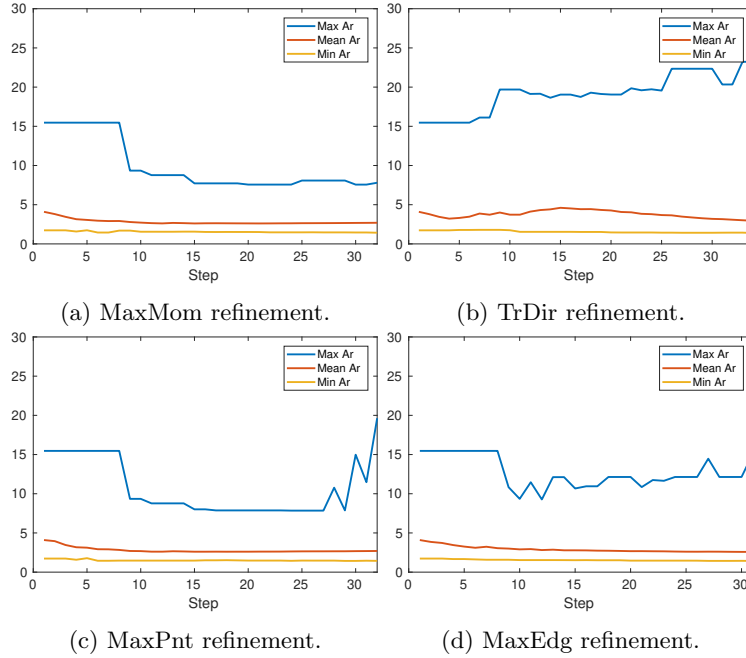 30
25
20
15
10
5
0
Max Ar
Mean Ar
Min Ar
0 5 10 15 20 25 30
Step
(a) MaxMom refinement.
30
25
20
15
10
5
0
Max Ar
Mean Ar
Min Ar
0 5 10 15 20 25 30
Step
(b) TrDir refinement.
30
25
20
15
10
5
0
Max Ar
Mean Ar
Min Ar
0 5 10 15 20 25 30
Step
(c) MaxPnt refinement.
30
25
20
15
10
5
0
Max Ar
Mean Ar
Min Ar
0 5 10 15 20 25 30
Step
(d) MaxEdg refinement.